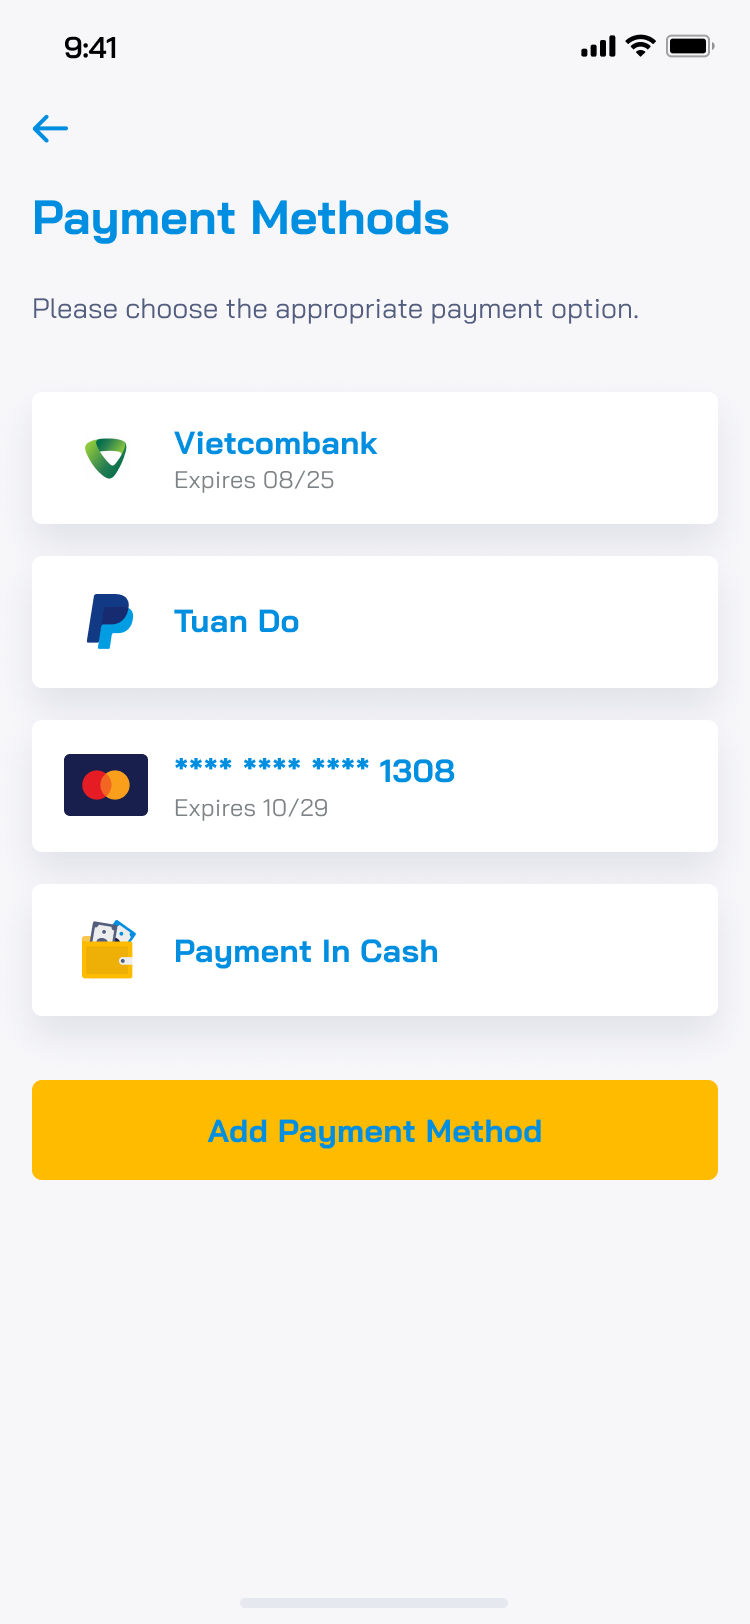 9:41
Payment Methods
Please choose the appropriate payment option.
Vietcombank
Expires 08/25
Tuan Do
**** **** **** 1308
Expires 10/29
Payment In Cash
Add Payment Method